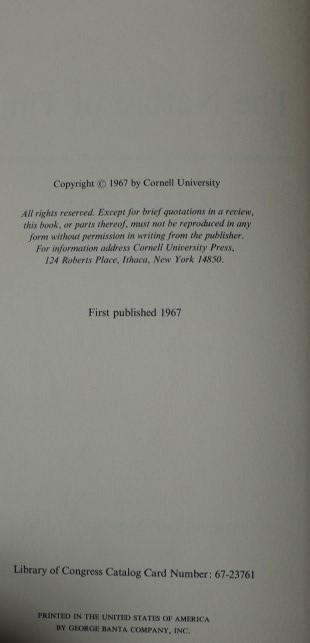 Copyright © 1967 by Cornell University
All rights reserved. Except for brief quotations in a review,
this book, or parts thereof, must not be reproduced in any
form without permission in writing from the publisher.
For information address Cornell University Press,
124 Roberts Place, Ithaca, New York 14850.
First published 1967
Library of Congress Catalog Card Number: 67-23761
PRINTED IN THE UNITED STATES OF AMERICA
BY GEORGE BANTA COMPANY, INC.